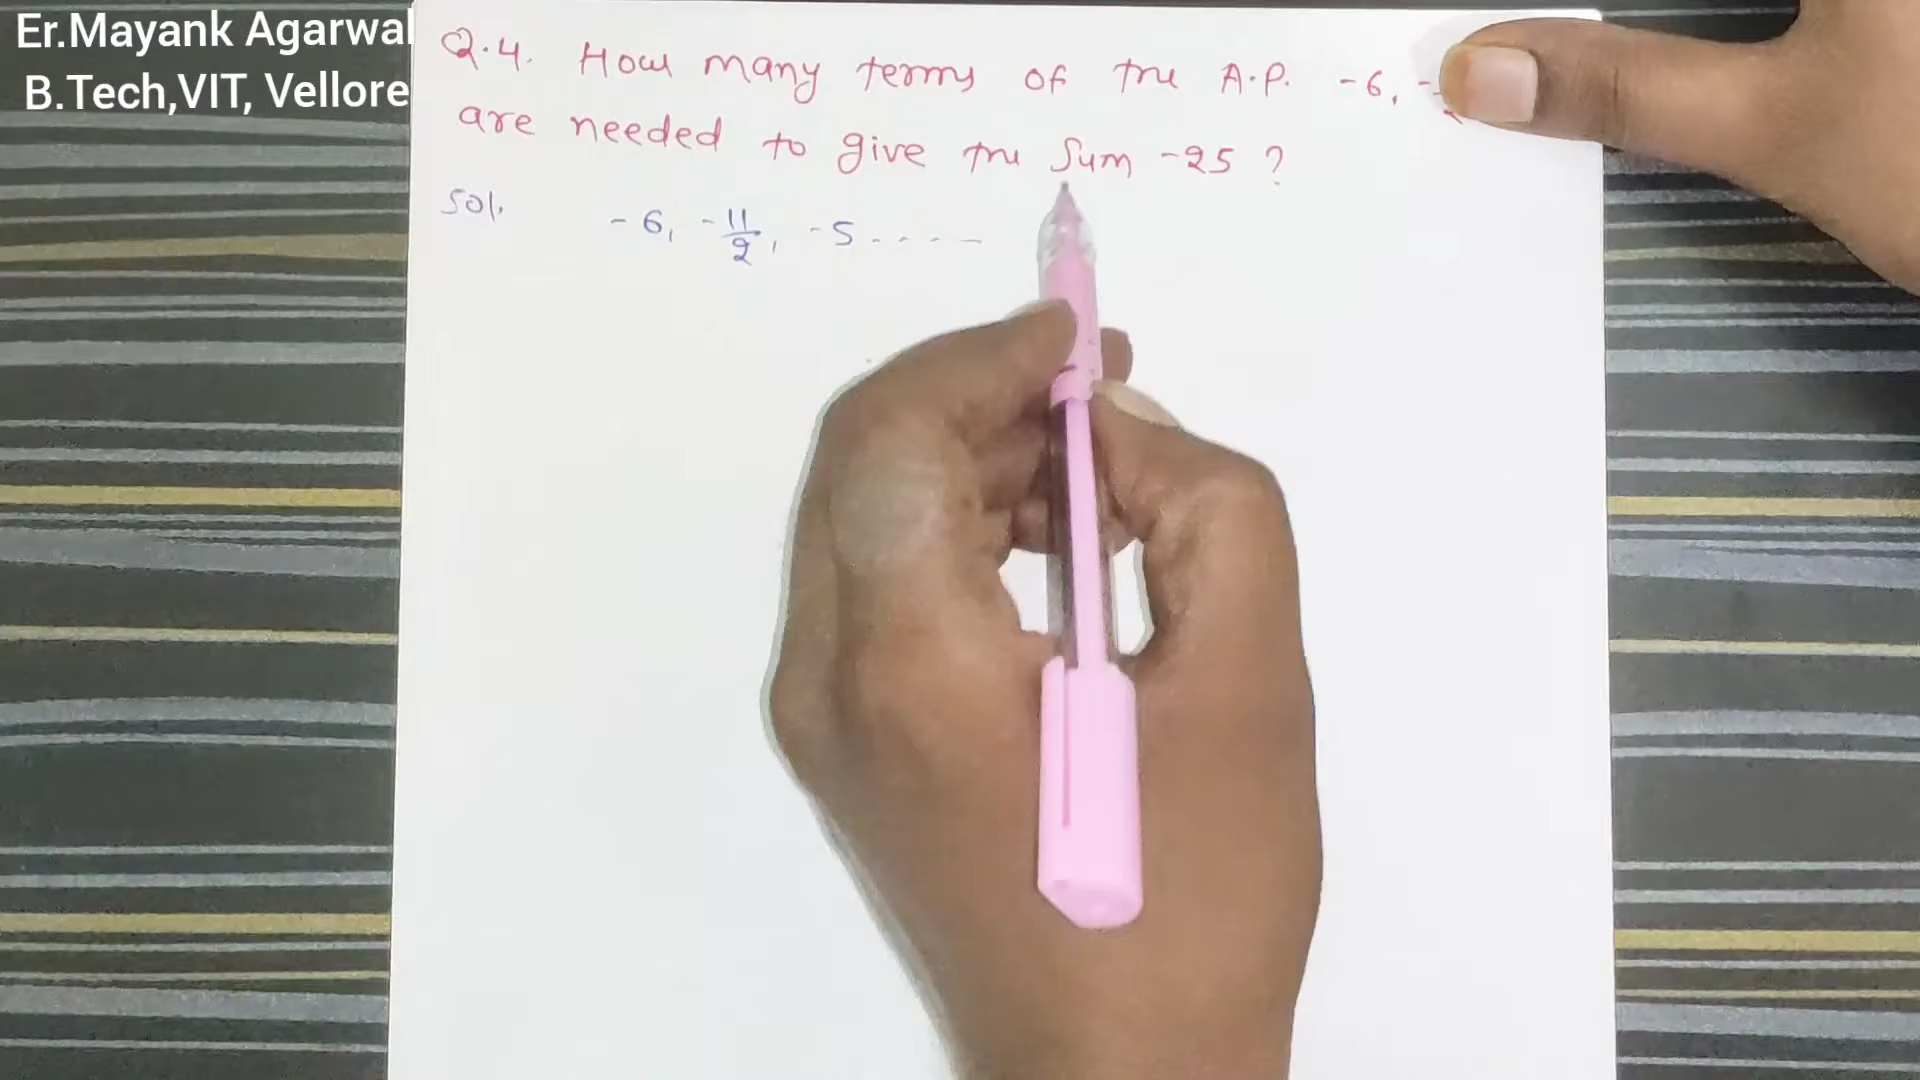 Er.Mayank Agarwal
B.Tech,VIT, Vellore
Q.4. How many terms of the A.P. -6,
are needed to give the Sum -25 ?
Sol. -6, -11/2, -5 . . . .